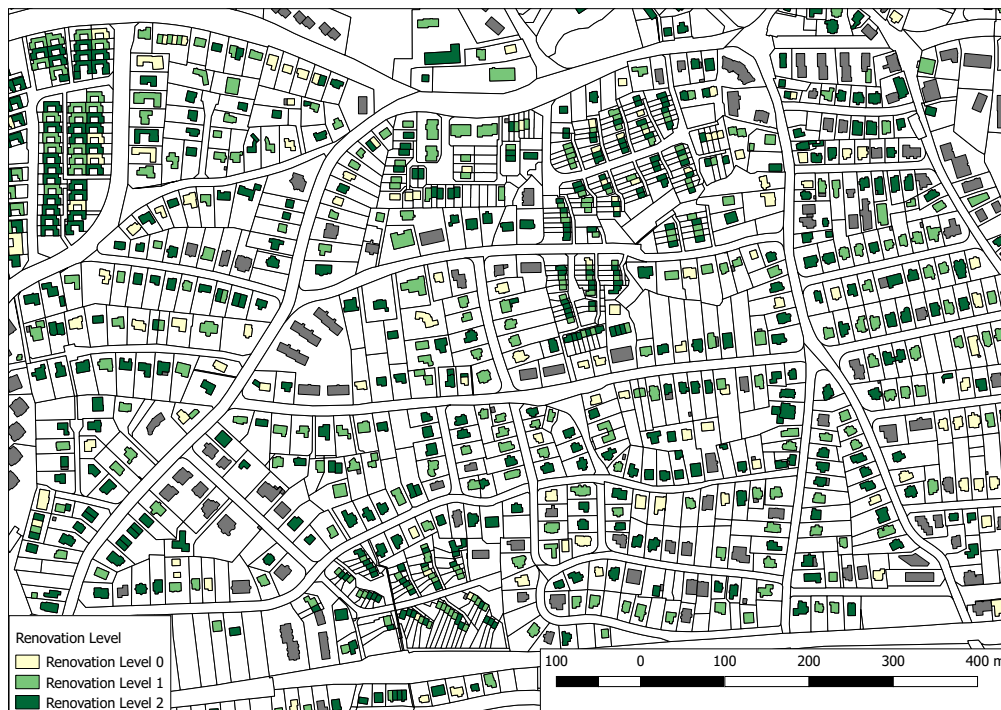 Renovation Level
Renovation Level 0
Renovation Level 1
Renovation Level 2
100 0 100 200 300 400 m